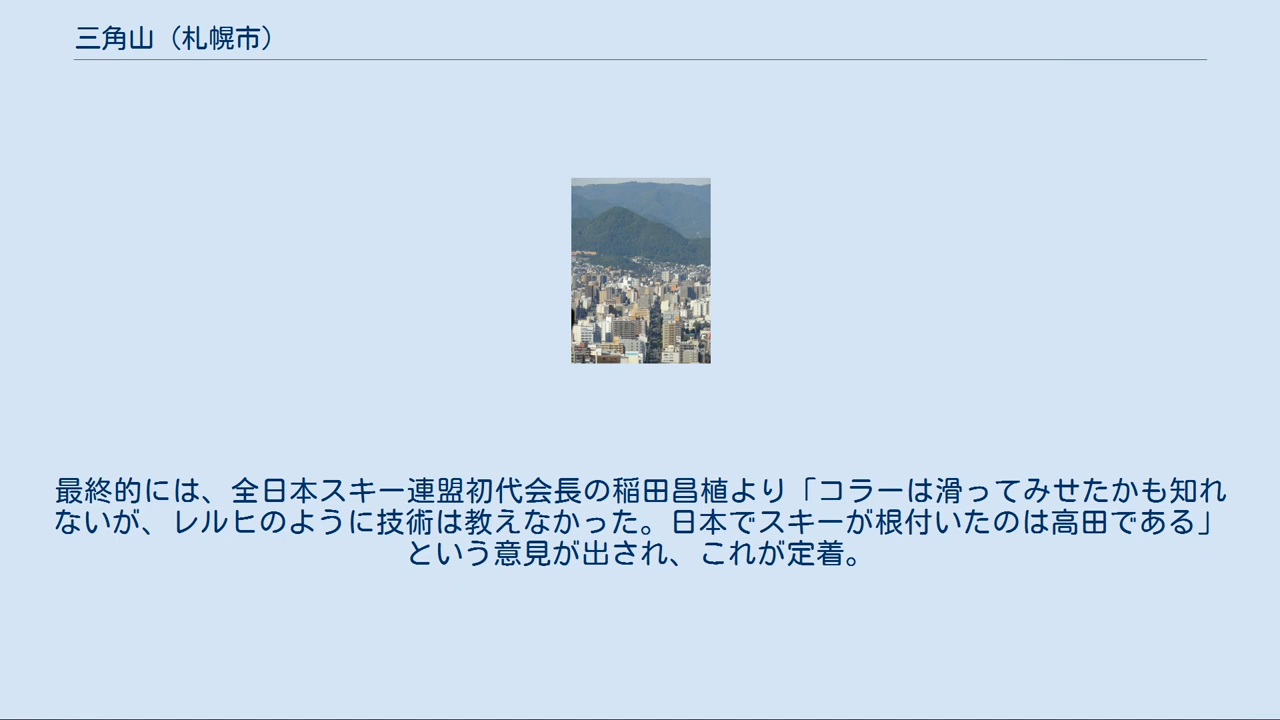 三角山（札幌市）
最終的には、全日本スキー連盟初代会長の稲田昌植より「コラーは滑ってみせたかも知れ
ないが、レルヒのように技術は教えなかった。日本でスキーが根付いたのは高田である」
という意見が出され、これが定着。